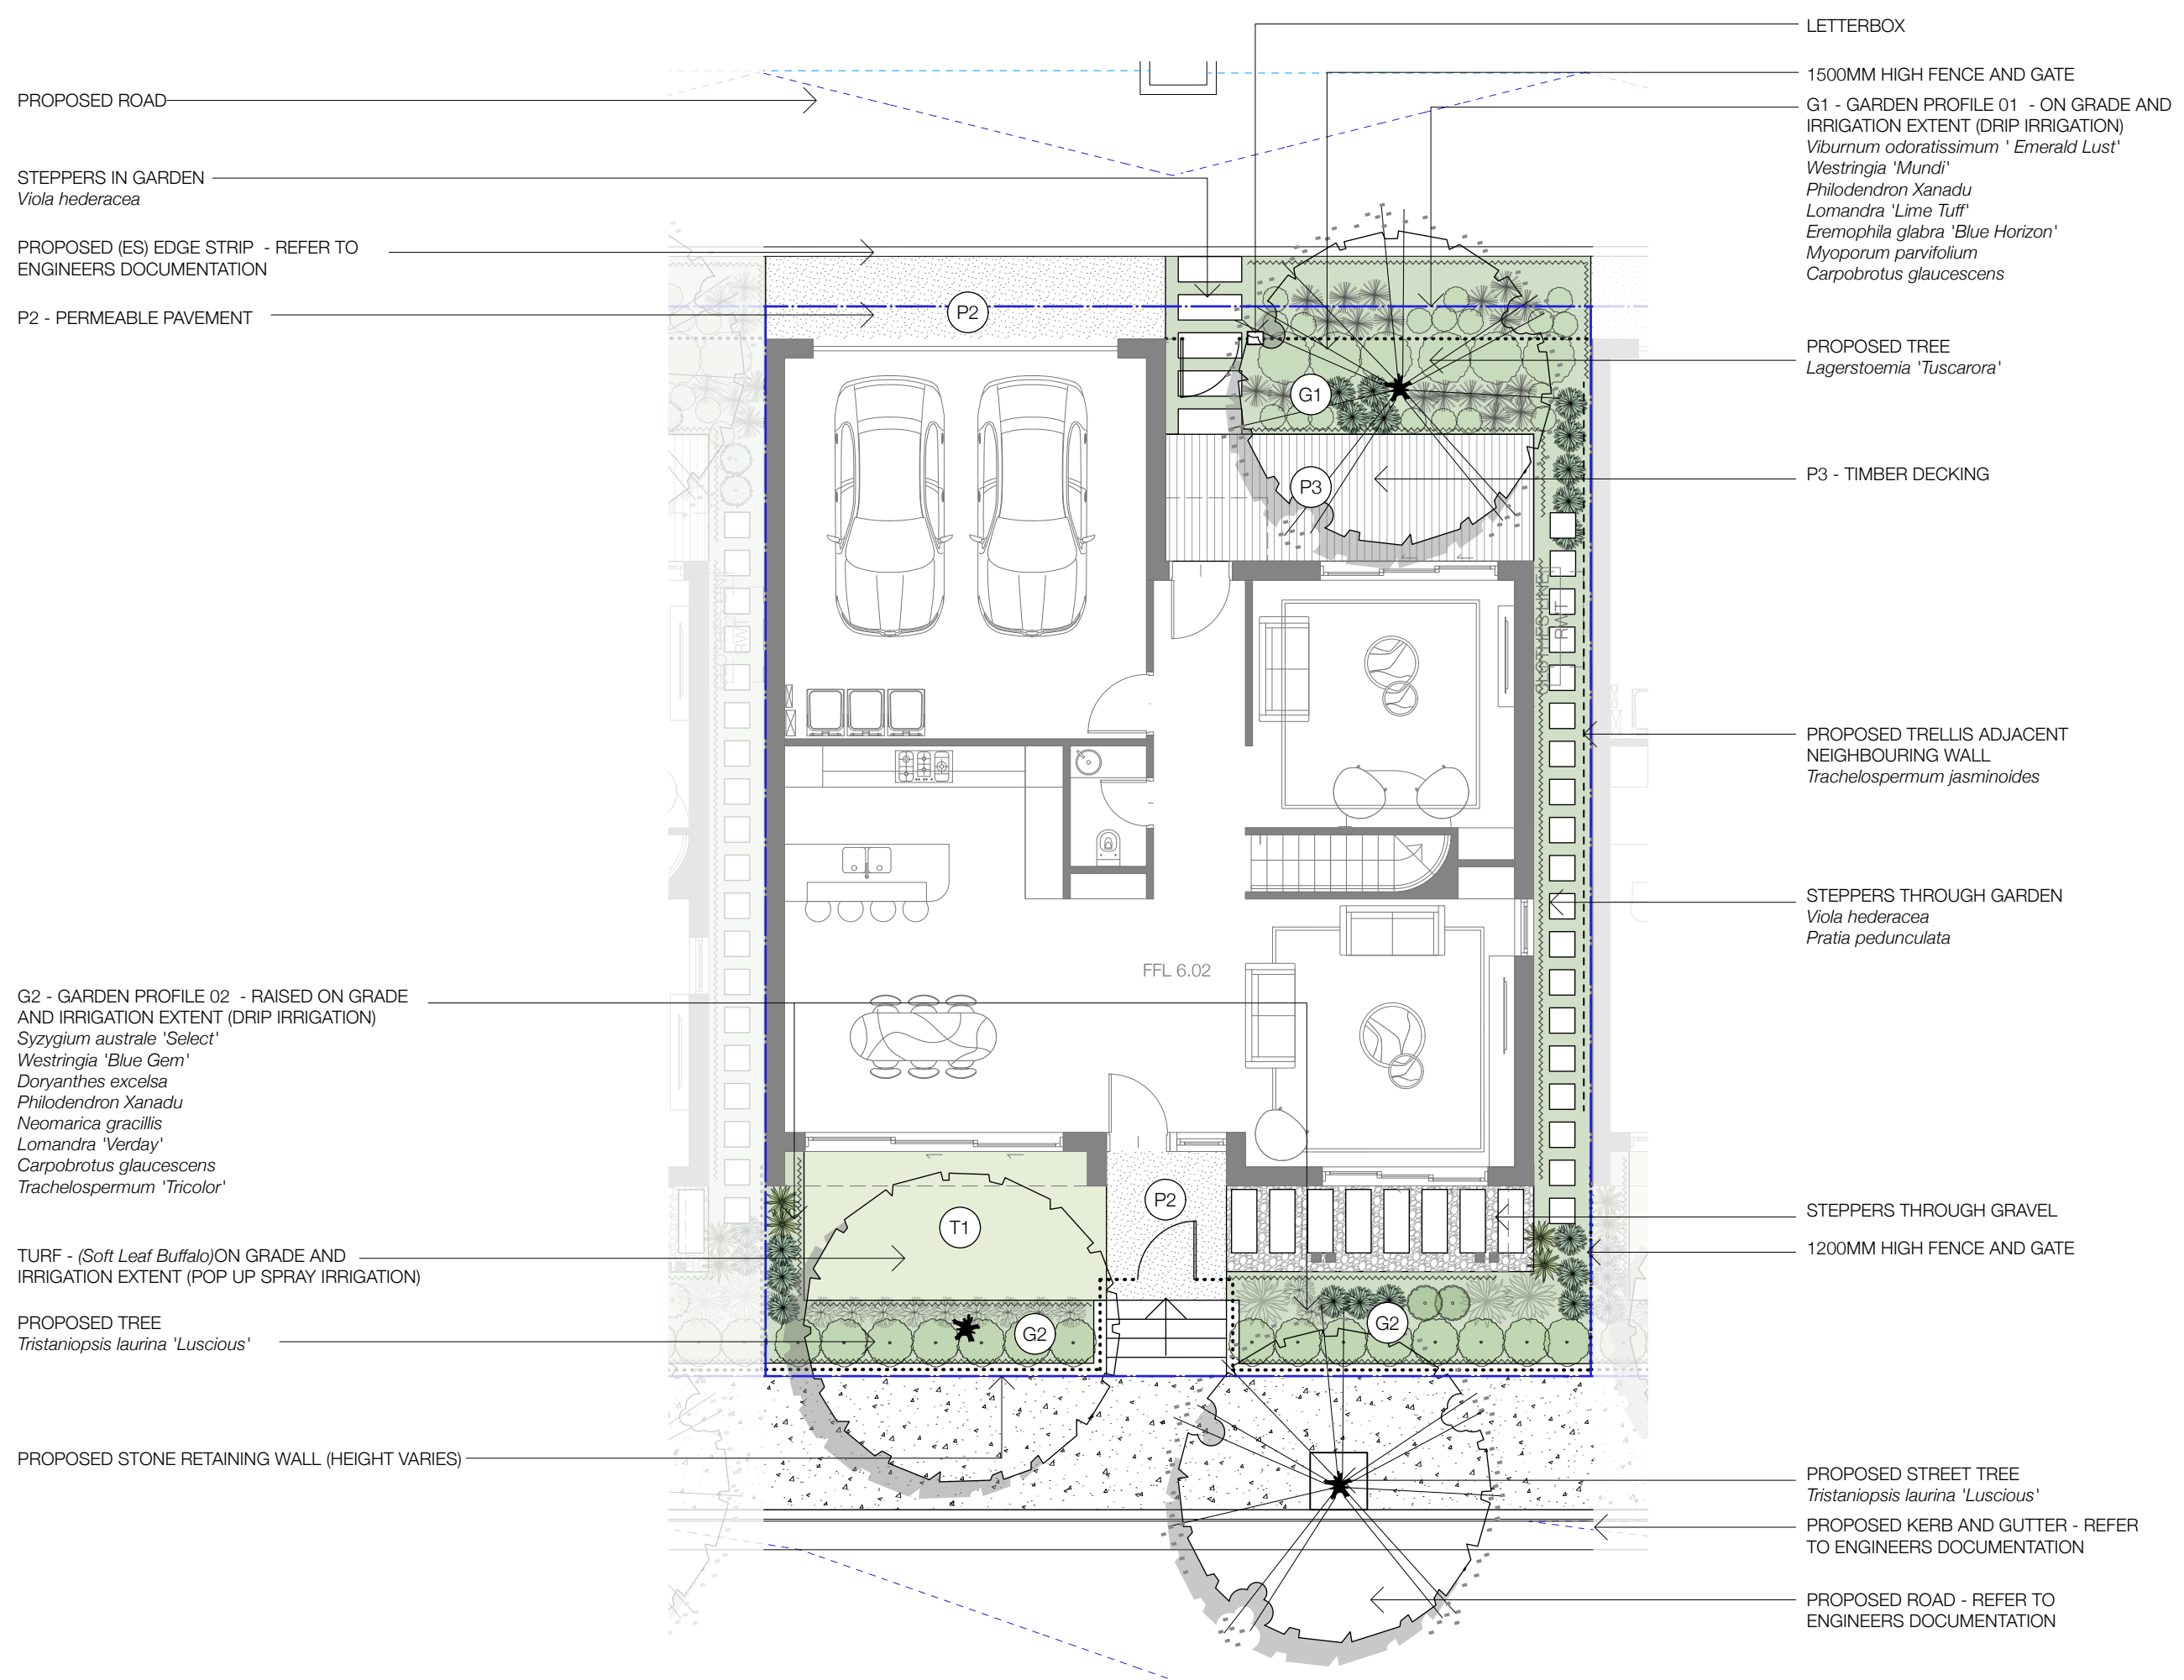 LETTERBOX
1500MM HIGH FENCE AND GATE
PROPOSED ROAD
G1 - GARDEN PROFILE 01 - ON GRADE AND
IRRIGATION EXTENT (DRIP IRRIGATION)
Viburnum odoratissimum ' Emerald Lust'
Westringia 'Mundi'
Philodendron Xanadu
Lomandra 'Lime Tuff'
Eremophila glabra 'Blue Horizon'
Myoporum parvifolium
Carpobrotus glaucescens
STEPPERS IN GARDEN
Viola hederacea
PROPOSED (ES) EDGE STRIP - REFER TO
ENGINEERS DOCUMENTATION
P2 - PERMEABLE PAVEMENT
P2
PROPOSED TREE
Lagerstoemia 'Tuscarora'
G1
P3 - TIMBER DECKING
P3
RWT
RWT
PROPOSED TRELLIS ADJACENT
NEIGHBOURING WALL
Trachelospermum jasminoides
STEPPERS THROUGH GARDEN
Viola hederacea
Pratia pedunculata
FFL 6.02
G2 - GARDEN PROFILE 02 - RAISED ON GRADE
AND IRRIGATION EXTENT (DRIP IRRIGATION)
Syzygium australe 'Select'
Westringia 'Blue Gem'
Doryanthes excelsa
Philodendron Xanadu
Neomarica gracillis
Lomandra 'Verday'
Carpobrotus glaucescens
Trachelospermum 'Tricolor'
P2
T1
STEPPERS THROUGH GRAVEL
1200MM HIGH FENCE AND GATE
TURF - (Soft Leaf Buffalo)ON GRADE AND
IRRIGATION EXTENT (POP UP SPRAY IRRIGATION)
PROPOSED TREE
Tristaniopsis laurina 'Luscious'
G2
G2
PROPOSED STONE RETAINING WALL (HEIGHT VARIES)
PROPOSED STREET TREE
Tristaniopsis laurina 'Luscious'
PROPOSED KERB AND GUTTER - REFER
TO ENGINEERS DOCUMENTATION
PROPOSED ROAD - REFER TO
ENGINEERS DOCUMENTATION